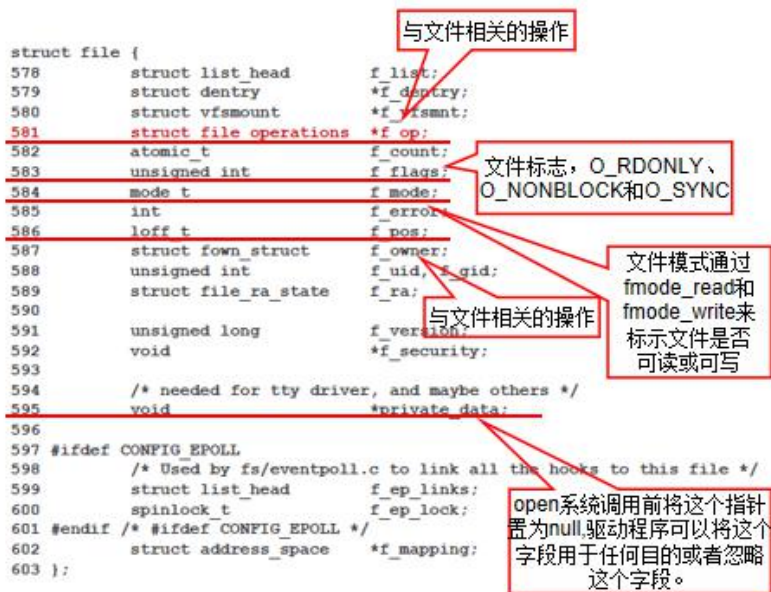 与文件相关的操作
struct file {
578 struct list_head f_list;
579 struct dentry *f_dentry;
580 struct vfsmount *f_vfsmnt;
581 struct file_operations *f_op;
582 atomic_t f_count;
583 unsigned int f_flags;
584 mode_t f_mode;
585 int f_error;
586 loff_t f_pos;
587 struct fown_struct f_owner;
588 unsigned int f_uid, f_gid;
589 struct file_ra_state f_ra;
590
591 unsigned long f_version;
592 void *f_security;
593
594 /* needed for tty driver, and maybe others */
595 void *private_data;
596
597 #ifdef CONFIG_EPOLL
598 /* Used by fs/eventpoll.c to link all the hooks to this file */
599 struct list_head f_ep_links;
600 spinlock_t f_ep_lock;
601 #endif /* #ifdef CONFIG_EPOLL */
602 struct address_space *f_mapping;
603 };
文件标志，O_RDONLY、
O_NONBLOCK和O_SYNC
文件模式通过
fmode_read和
fmode_write来
标示文件是否
可读或可写
与文件相关的操作
open系统调用前将这个指针
置为null,驱动程序可以将这个
字段用于任何目的或者忽略
这个字段。